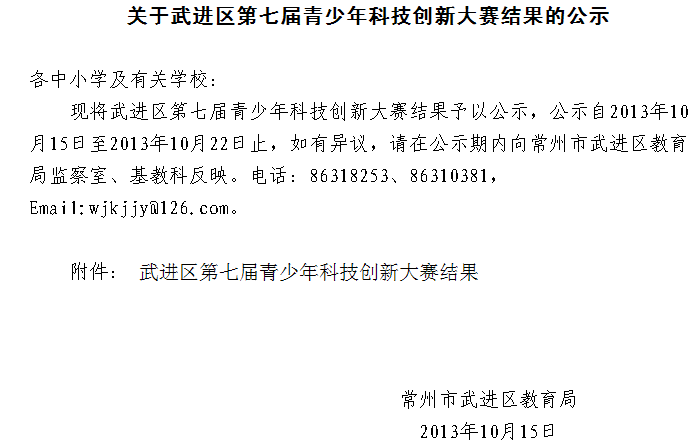 关于武进区第七届青少年科技创新大赛结果的公示
各中小学及有关学校：
现将武进区第七届青少年科技创新大赛结果予以公示，公示自2013年10
月15日至2013年10月22日止，如有异议，请在公示期内向常州市武进区教育
局监察室、基教科反映。电话：86318253、86310381，
Email:wjkjjy@126.com。
附件： 武进区第七届青少年科技创新大赛结果
常州市武进区教育局
2013年10月15日